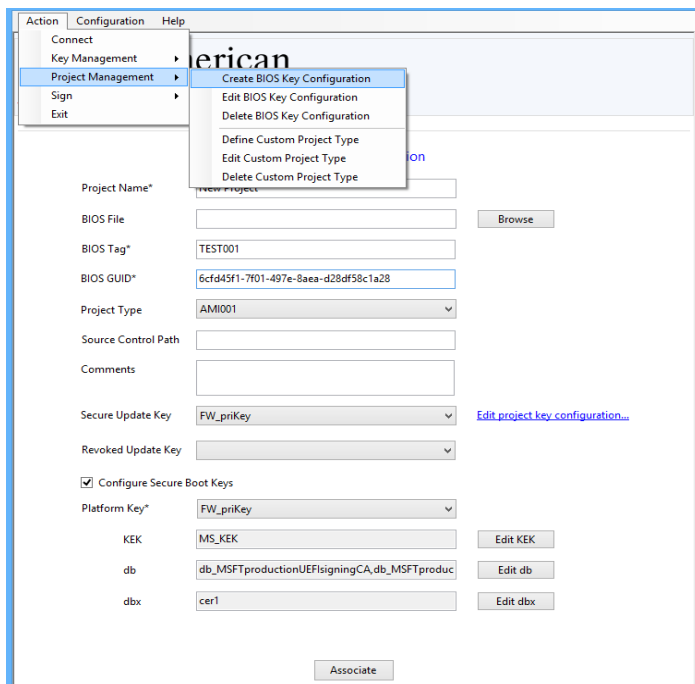 Action Configuration Help
Connect
Key Management
erican
Project Management
Create BIOS Key Configuration
Sign
Edit BIOS Key Configuration
Exit
Delete BIOS Key Configuration
Define Custom Project Type
Edit Custom Project Type
ion
Delete Custom Project Type
Project Name* New Project
BIOS File Browse
BIOS Tag* TEST001
BIOS GUID* 6cfd45f1-7f01-497e-8aea-d28df58c1a28
Project Type AMI001
Source Control Path
Comments
Secure Update Key FW_priKey Edit project key configuration...
Revoked Update Key
Configure Secure Boot Keys
Platform Key* FW_priKey
KEK MS_KEK Edit KEK
db db_MSFTproductionUEFIsigningCA,db_MSFTproduc Edit db
dbx cer1 Edit dbx
Associate